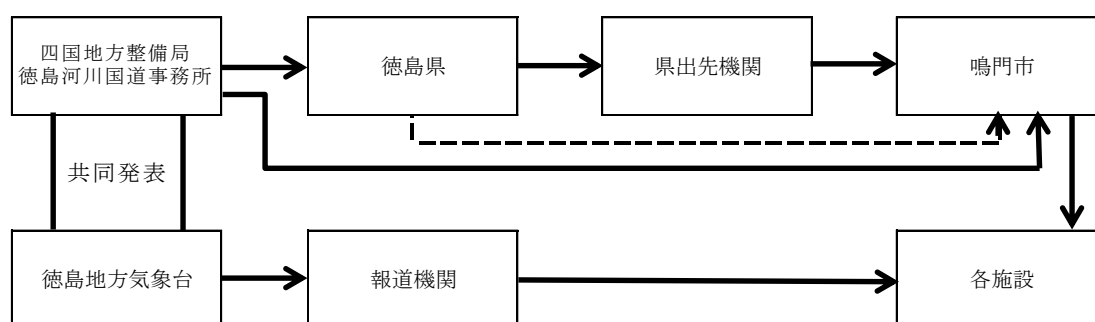 四国地方整備局
徳島河川国道事務所
徳島県
県出先機関
鳴門市
共同発表
徳島地方気象台
報道機関
各施設